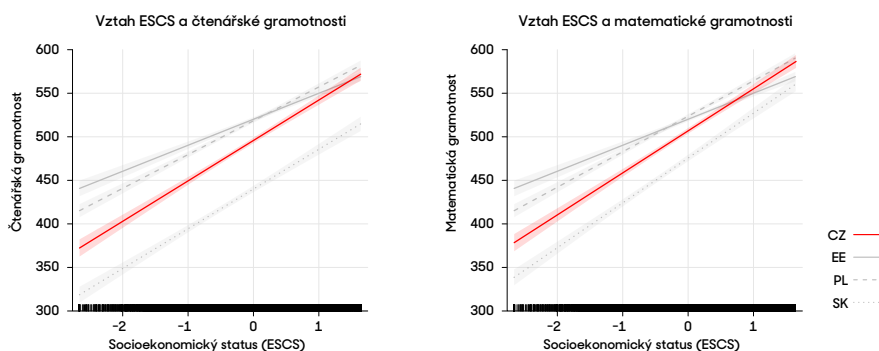 Vztah ESCS a čtenářské gramotnosti
Čtenářská gramotnost
600
550
500
450
400
350
300
-2
-1
0
1
Socioekonomický status (ESCS)
Vztah ESCS a matematické gramotnosti
Matematická gramotnost
600
550
500
450
400
350
300
-2
-1
0
1
Socioekonomický status (ESCS)
CZ
EE
PL
SK